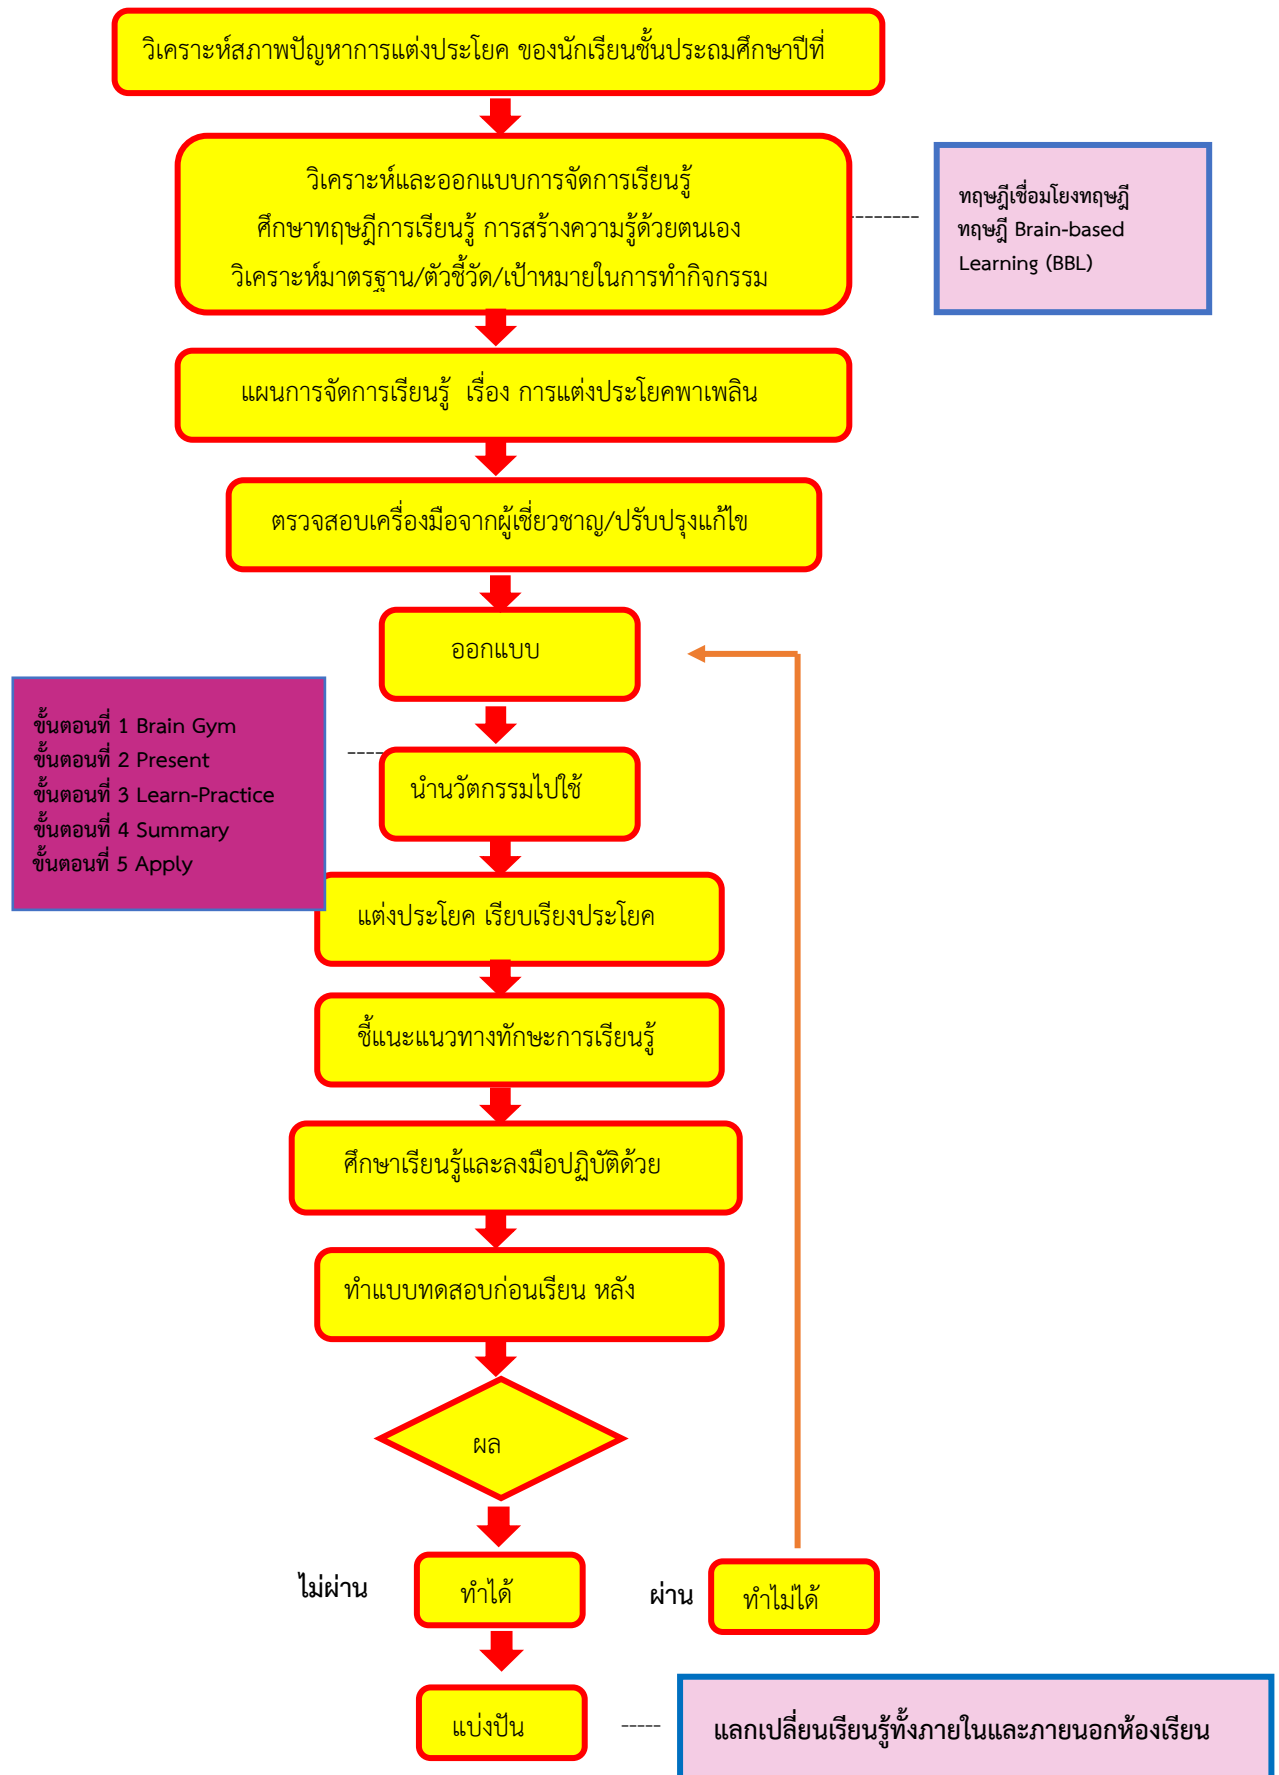 วิเคราะห์สภาพปัญหาการแต่งประโยค ของนักเรียนชั้นประถมศึกษาปีที่
วิเคราะห์และออกแบบการจัดการเรียนรู้
ศึกษาทฤษฎีการเรียนรู้ การสร้างความรู้ด้วยตนเอง
วิเคราะห์มาตรฐาน/ตัวชี้วัด/เป้าหมายในการทำกิจกรรม
ทฤษฎีเชื่อมโยงทฤษฎี
ทฤษฎี Brain-based
Learning (BBL)
แผนการจัดการเรียนรู้ เรื่อง การแต่งประโยคพาเพลิน
ตรวจสอบเครื่องมือจากผู้เชี่ยวชาญ/ปรับปรุงแก้ไข
ออกแบบ
ขั้นตอนที่ 1 Brain Gym
ขั้นตอนที่ 2 Present
ขั้นตอนที่ 3 Learn-Practice
ขั้นตอนที่ 4 Summary
ขั้นตอนที่ 5 Apply
นำนวัตกรรมไปใช้
แต่งประโยค เรียบเรียงประโยค
ชี้แนะแนวทางทักษะการเรียนรู้
ศึกษาเรียนรู้และลงมือปฏิบัติด้วย
ทำแบบทดสอบก่อนเรียน หลัง
ผล
ไม่ผ่าน
ทำได้
ผ่าน
ทำไม่ได้
แบ่งปัน
แลกเปลี่ยนเรียนรู้ทั้งภายในและภายนอกห้องเรียน